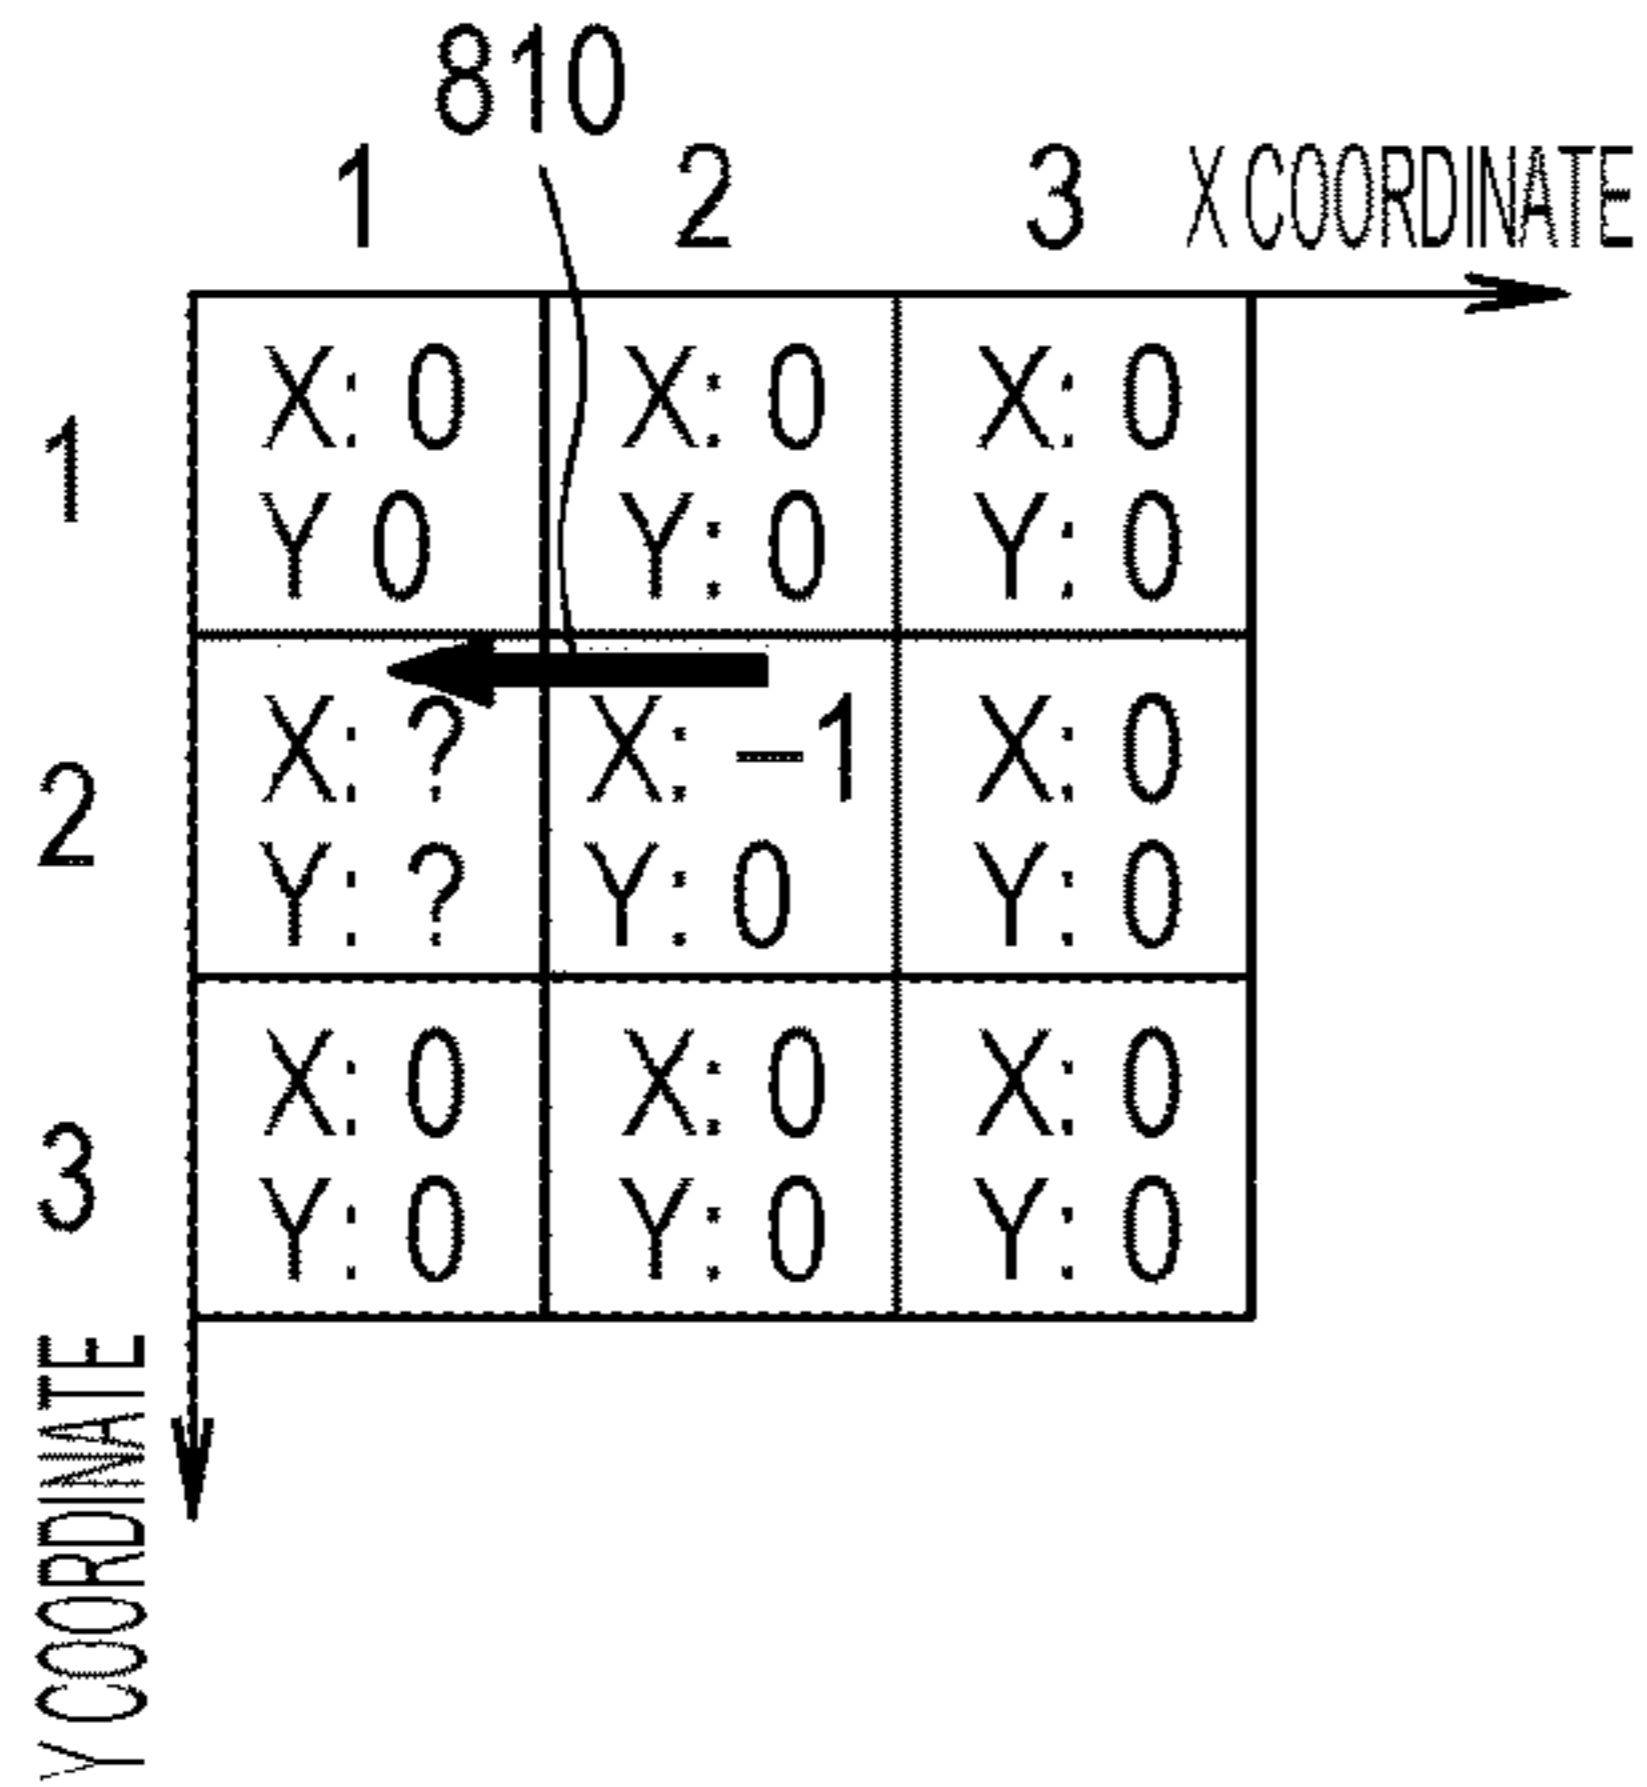 810
1 2 3 X COORDINATE
1
X: 0 X: 0 X: 0
Y 0 Y: 0 Y: 0
2
X: ? X: −1 X: 0
Y: ? Y: 0 Y: 0
3
X: 0 X: 0 X: 0
Y: 0 Y: 0 Y: 0
Y COORDINATE